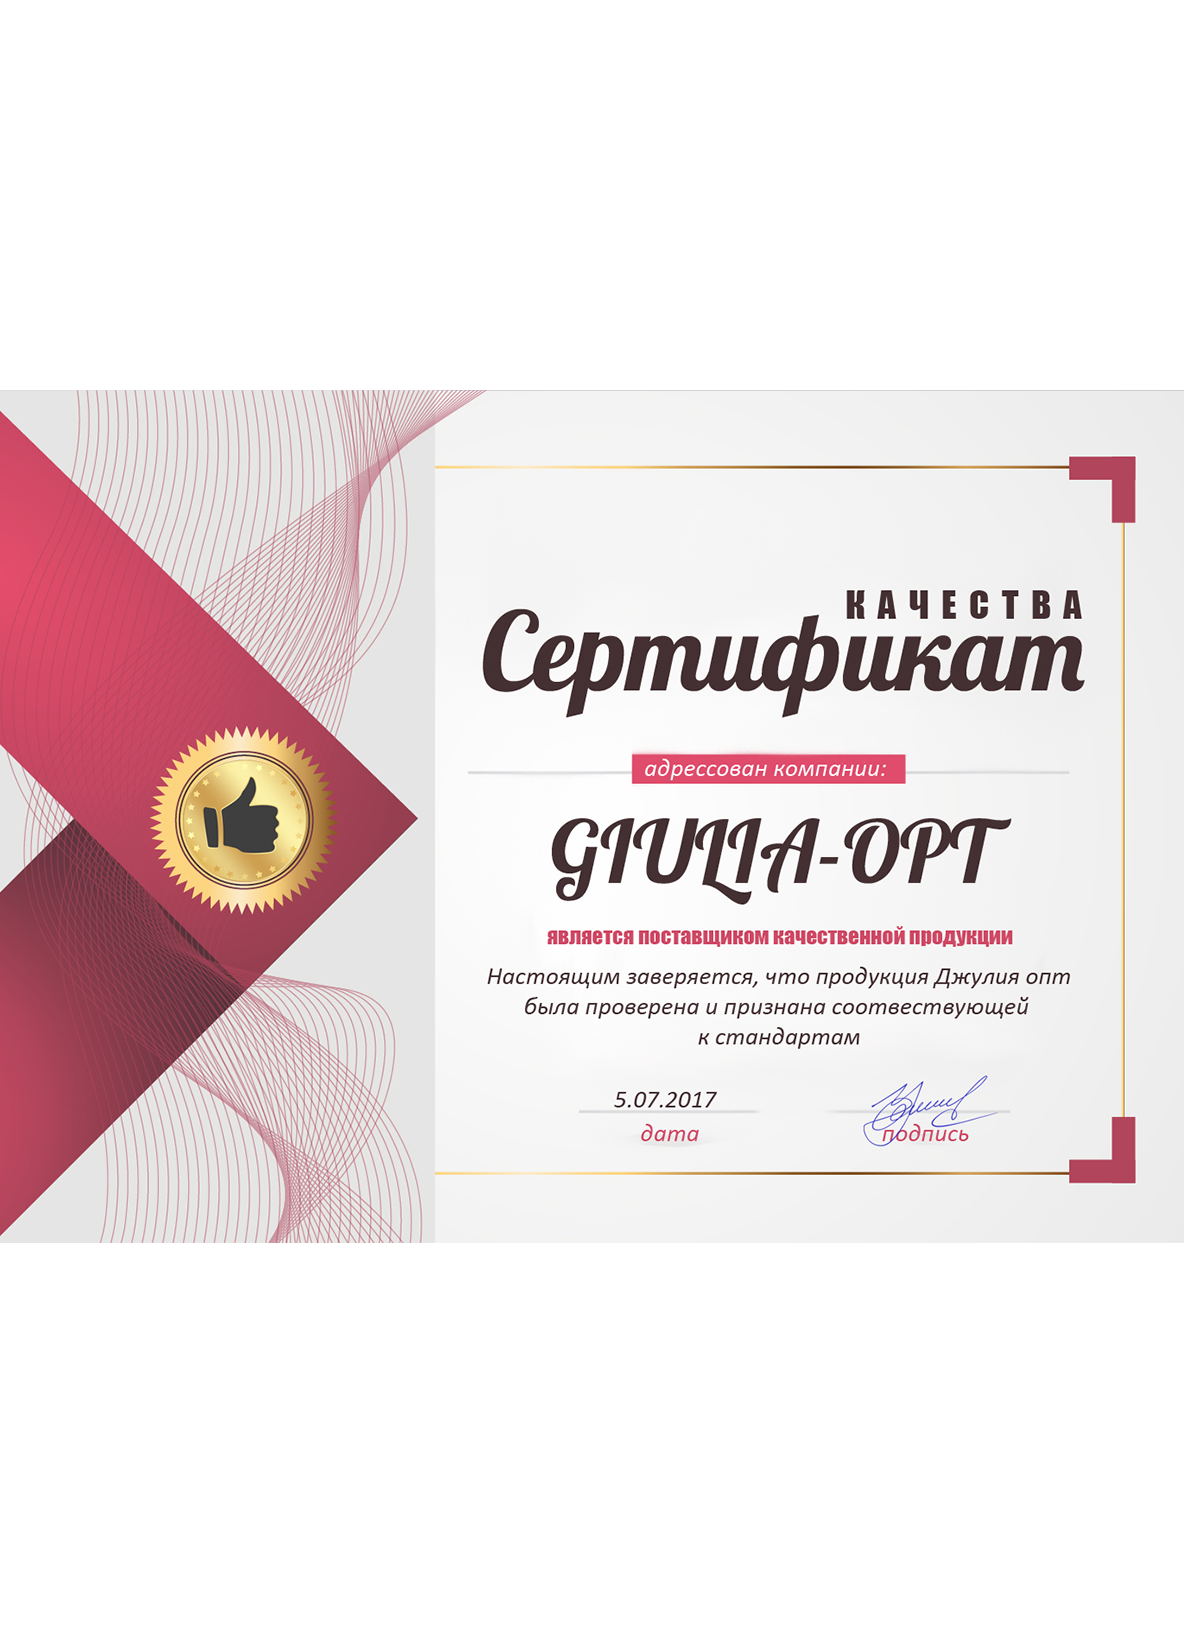 КАЧЕСТВА
Сертификат
адрессован компании:
GIULIA-OPT
является поставщиком качественной продукции
Настоящим заверяется, что продукция Джулия опт
была проверена и признана соотвествующей
к стандартам
5.07.2017
дата
подпись